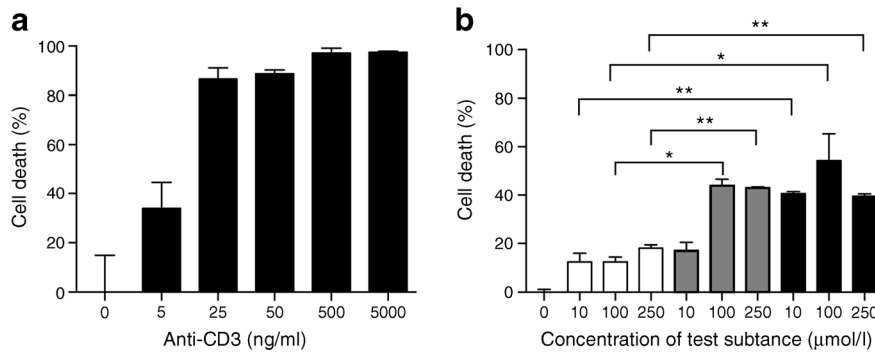 a
100
80
60
40
20
0
Cell death (%)
0 5 25 50 500 5000
Anti-CD3 (ng/ml)
b
100
80
60
40
20
0
Cell death (%)
**
*
**
**
*
0 10 100 250 10 100 250 10 100 250
Concentration of test subtance (μmol/l)